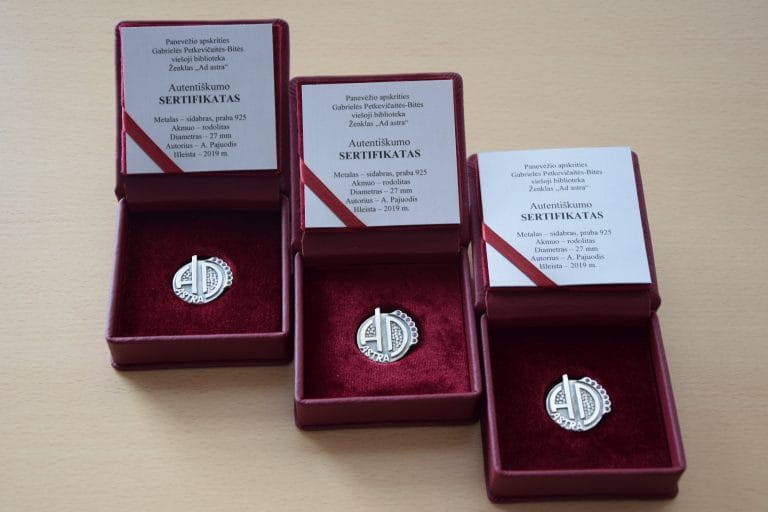 Panevėžio apskrities
Gabrielės Petkevičaitės-Bitės
viešoji biblioteka
Ženklas „Ad astra“
Autentiškumo
SERTIFIKATAS
Metalas – sidabras, praba 925
Akmuo – rodolitas
Diametras – 27 mm
Autorius – A. Pajuodis
Hleista – 2019 m.
AD
ASTRA
Panevėžio apskrities
Gabrielės Petkevičaitės-Bitės
viešoji biblioteka
Ženklas „Ad astra“
Autentiškumo
SERTIFIKATAS
Metalas – sidabras, praba 925
Akmuo – rodolitas
Diametras – 27 mm
Autorius – A. Pajuodis
Hleista – 2019 m.
AD
ASTRA
Panevėžio apskrities
Gabrielės Petkevičaitės-Bitės
viešoji biblioteka
Ženklas „Ad astra“
Autentiškumo
SERTIFIKATAS
Metalas – sidabras, praba 925
Akmuo – rodolitas
Diametras – 27 mm
Autorius – A. Pajuodis
Hleista – 2019 m.
AD
ASTRA